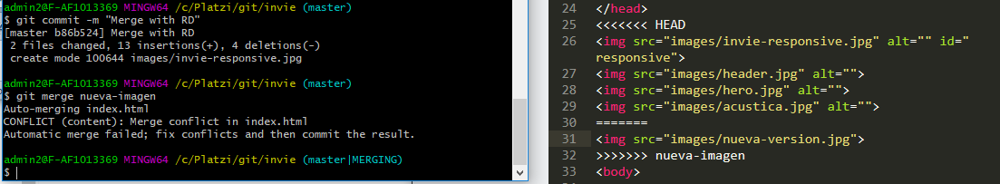 admin2@F-AF1013369 MINGW64 /c/Platzi/git/invie (master)
$ git commit -m "Merge with RD"
[master b86b524] Merge with RD
 2 files changed, 13 insertions(+), 4 deletions(-)
 create mode 100644 images/invie-responsive.jpg
admin2@F-AF1013369 MINGW64 /c/Platzi/git/invie (master)
$ git merge nueva-imagen
Auto-merging index.html
CONFLICT (content): Merge conflict in index.html
Automatic merge failed; fix conflicts and then commit the result.
admin2@F-AF1013369 MINGW64 /c/Platzi/git/invie (master|MERGING)
$
24 </head>
25 <<<<<<< HEAD
26 <img src="images/invie-responsive.jpg" alt="" id="
responsive">
27 <img src="images/header.jpg" alt="">
28 <img src="images/hero.jpg" alt="">
29 <img src="images/acustica.jpg" alt="">
30 =======
31 <img src="images/nueva-version.jpg">
32 >>>>>>> nueva-imagen
33 <body>